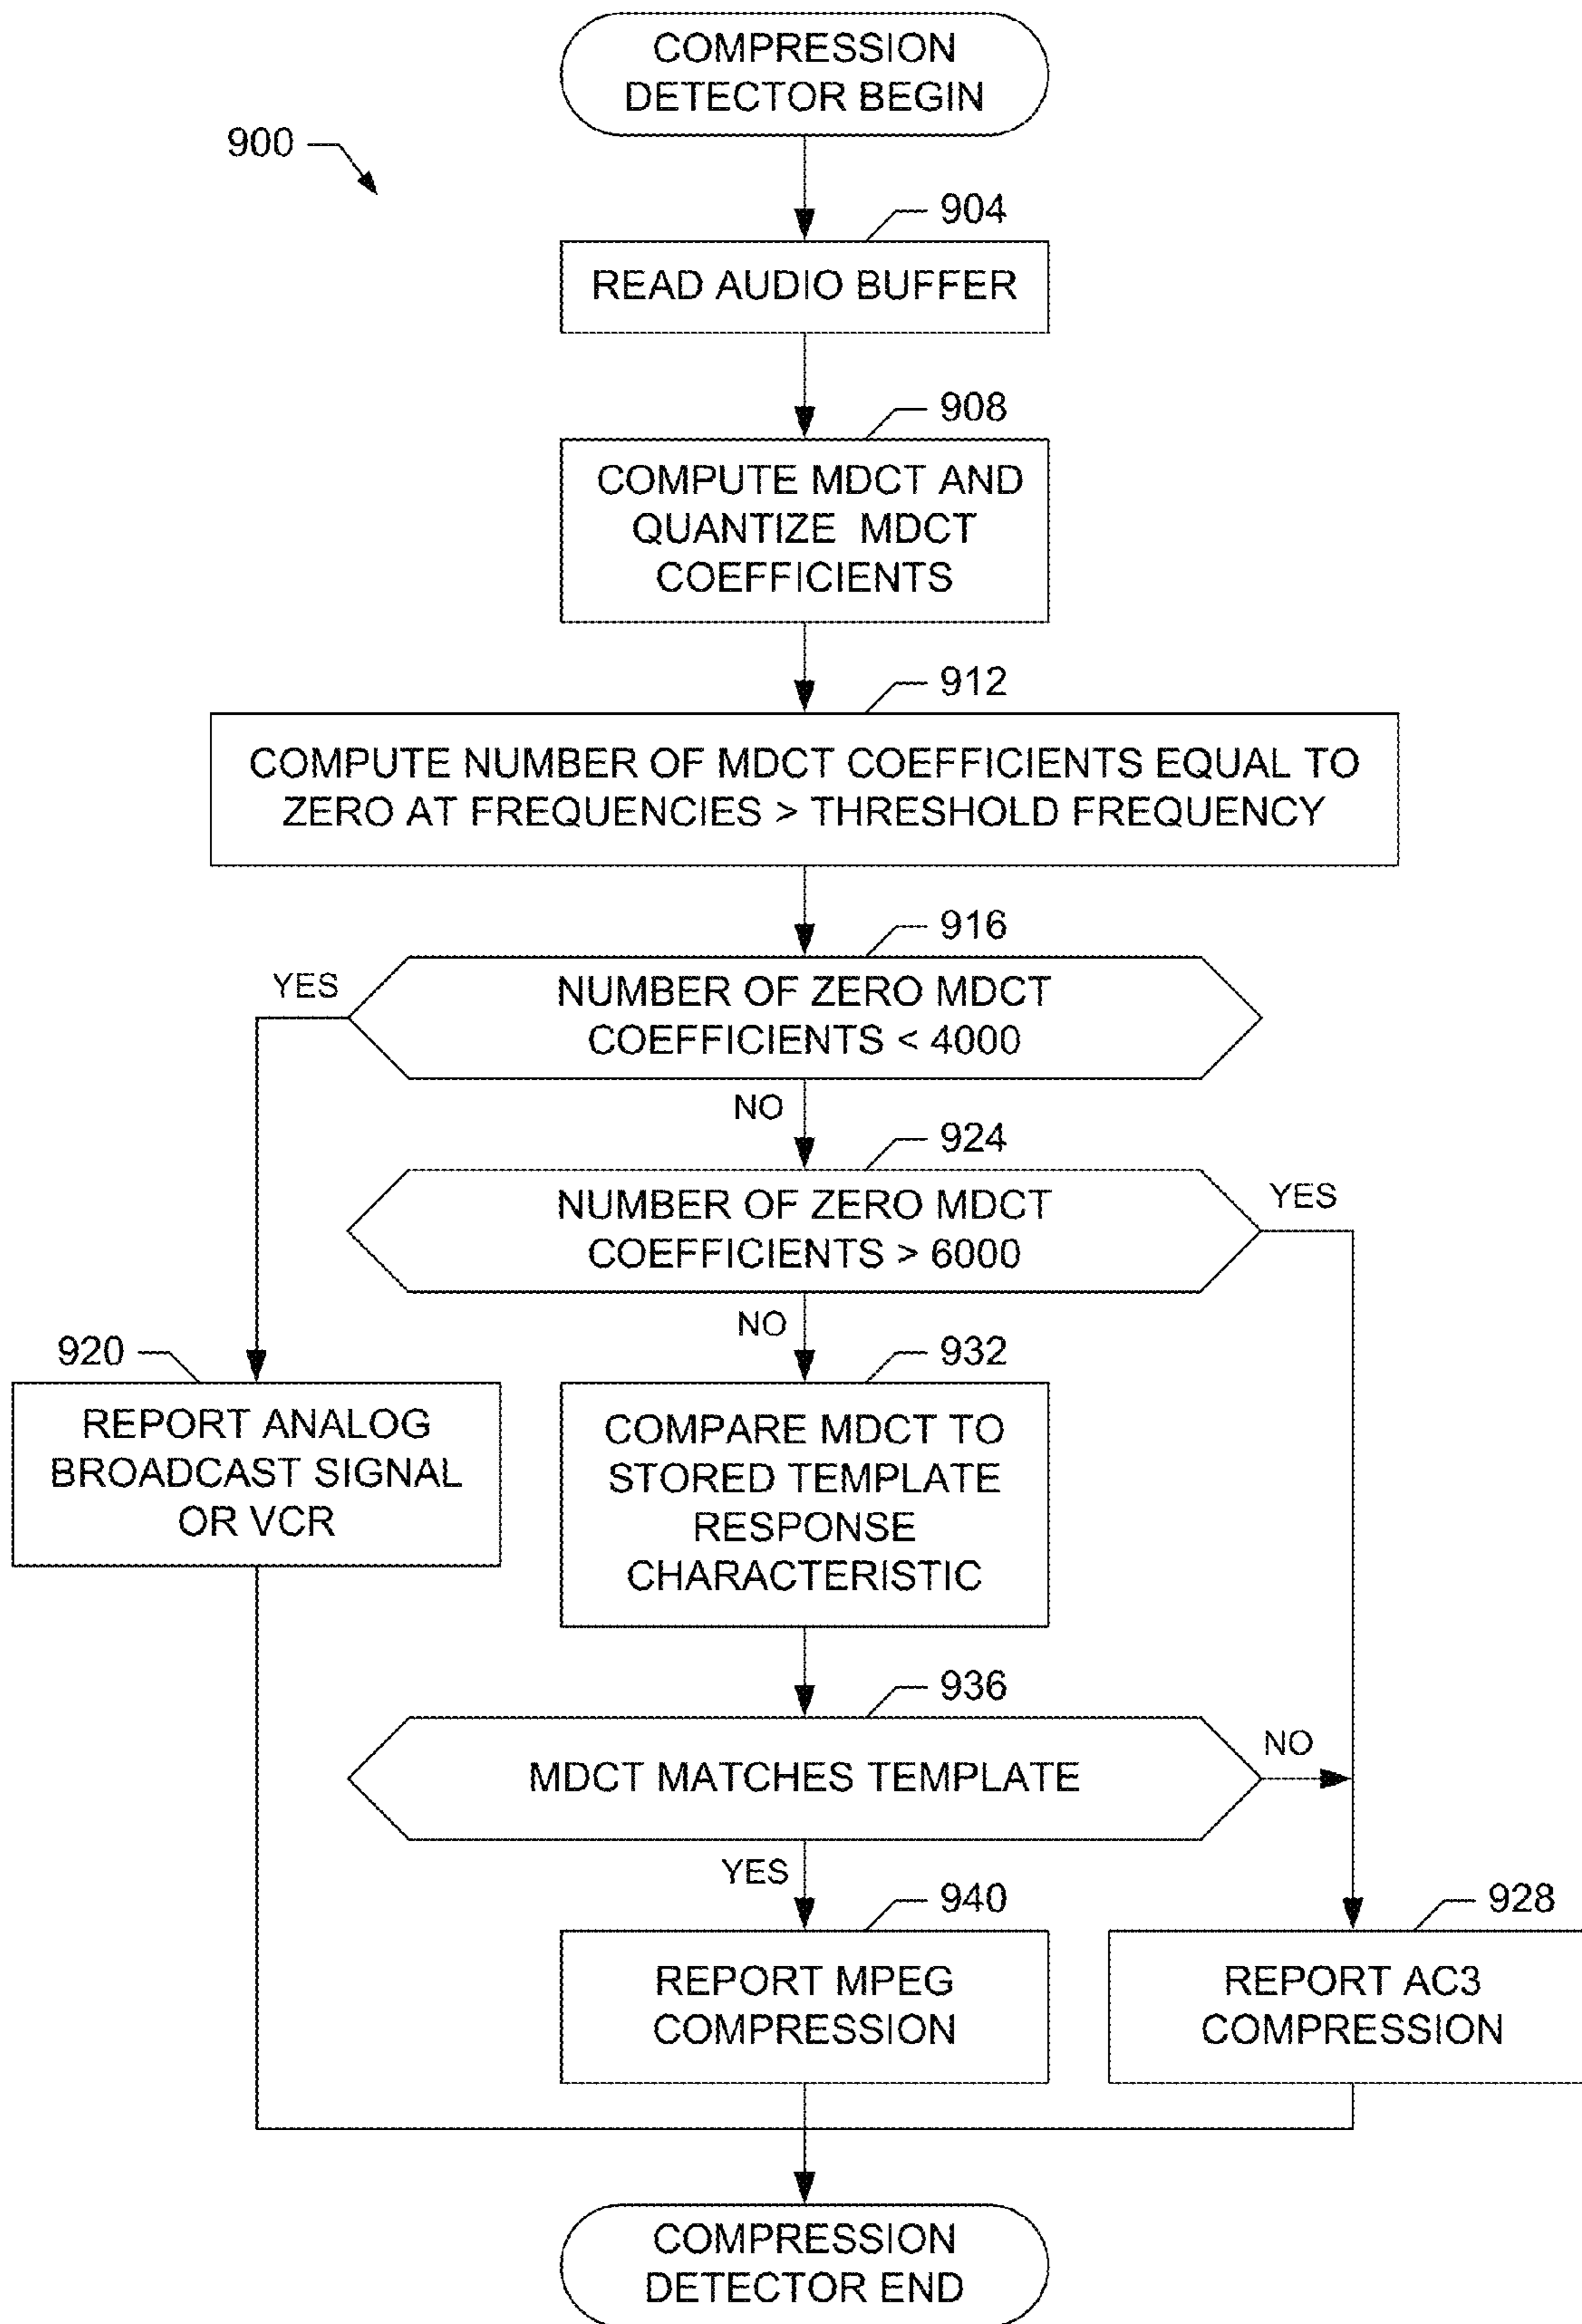 COMPRESSION
DETECTOR BEGIN
900
904
READ AUDIO BUFFER
908
COMPUTE MDCT AND
QUANTIZE MDCT
COEFFICIENTS
912
COMPUTE NUMBER OF MDCT COEFFICIENTS EQUAL TO
ZERO AT FREQUENCIES > THRESHOLD FREQUENCY
916
YES
NUMBER OF ZERO MDCT
COEFFICIENTS < 4000
NO
924
NUMBER OF ZERO MDCT
COEFFICIENTS > 6000
YES
NO
920
REPORT ANALOG
BROADCAST SIGNAL
OR VCR
932
COMPARE MDCT TO
STORED TEMPLATE
RESPONSE
CHARACTERISTIC
936
MDCT MATCHES TEMPLATE
NO
YES
940
REPORT MPEG
COMPRESSION
928
REPORT AC3
COMPRESSION
COMPRESSION
DETECTOR END